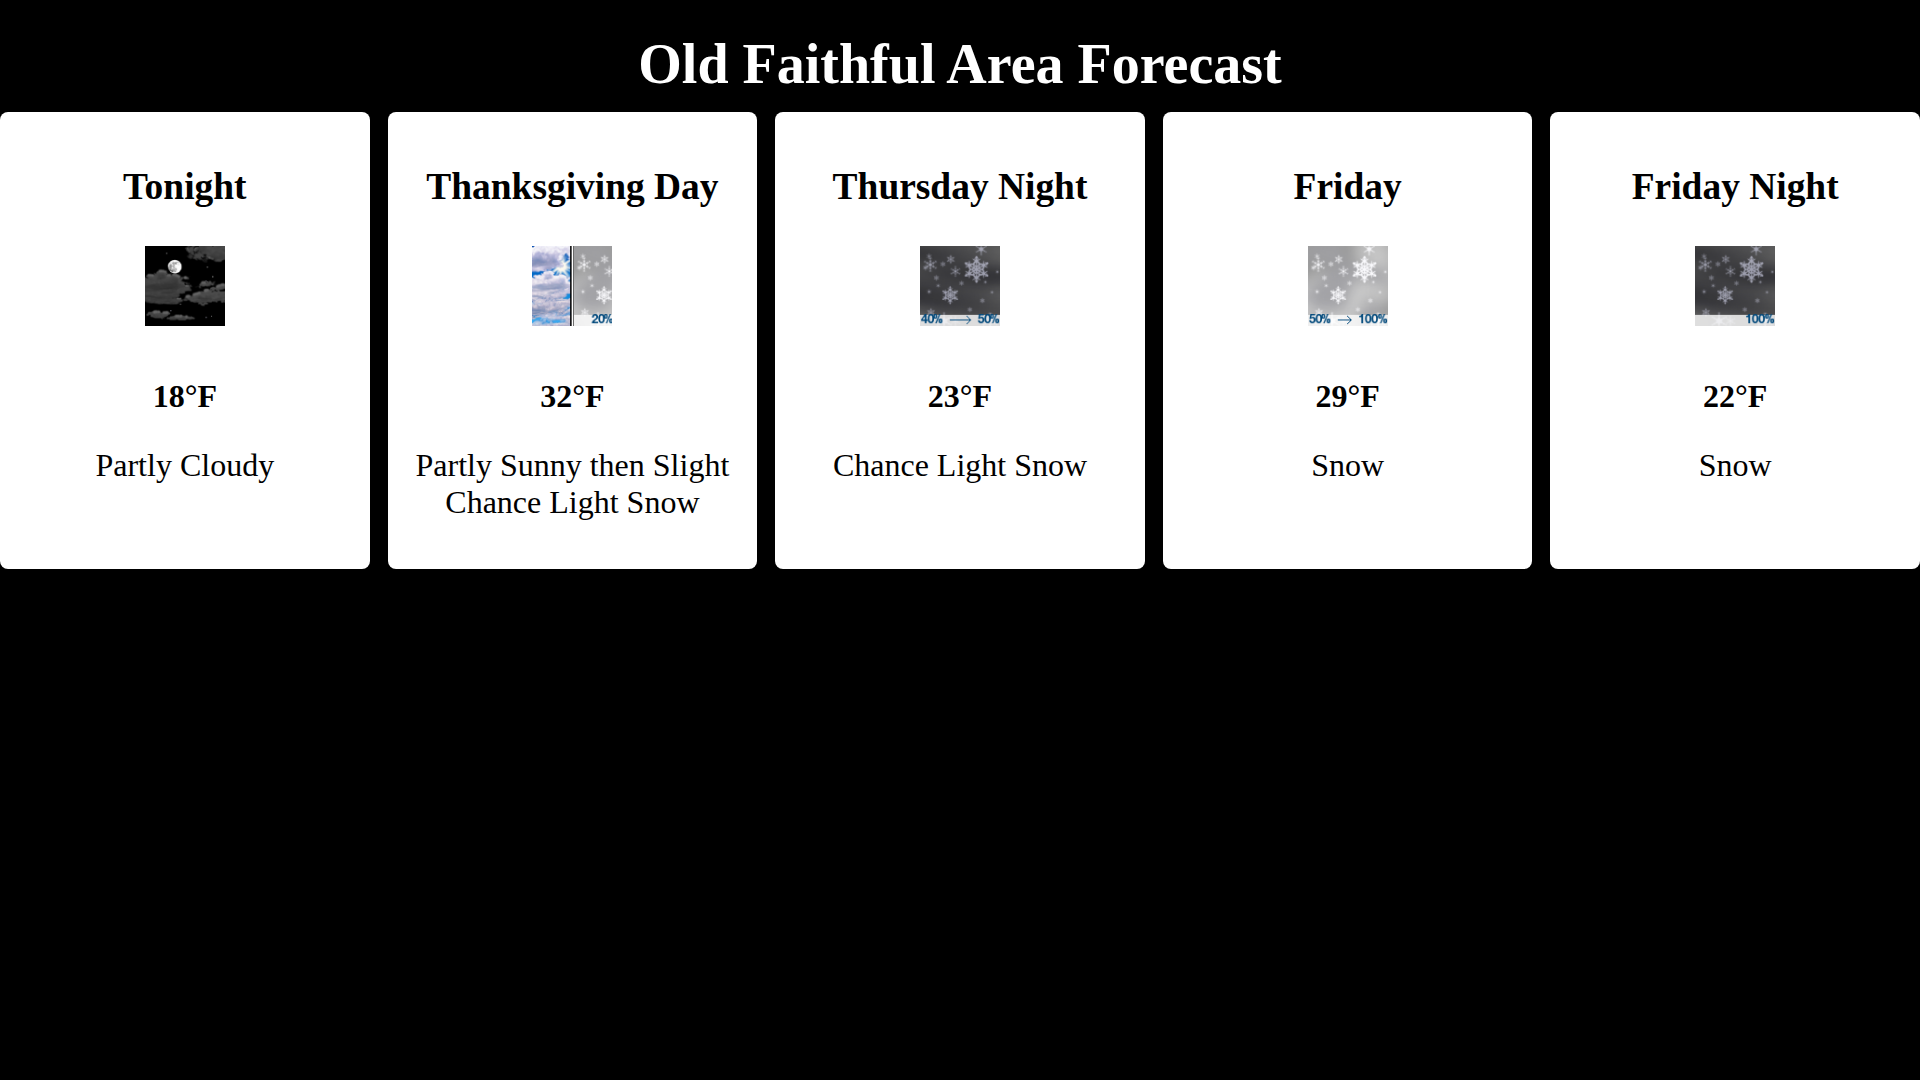 Old Faithful Area Forecast
Tonight
18°F
Partly Cloudy
Thanksgiving Day
20%
32°F
Partly Sunny then Slight
Chance Light Snow
Thursday Night
40% → 50%
23°F
Chance Light Snow
Friday
50% → 100%
29°F
Snow
Friday Night
100%
22°F
Snow